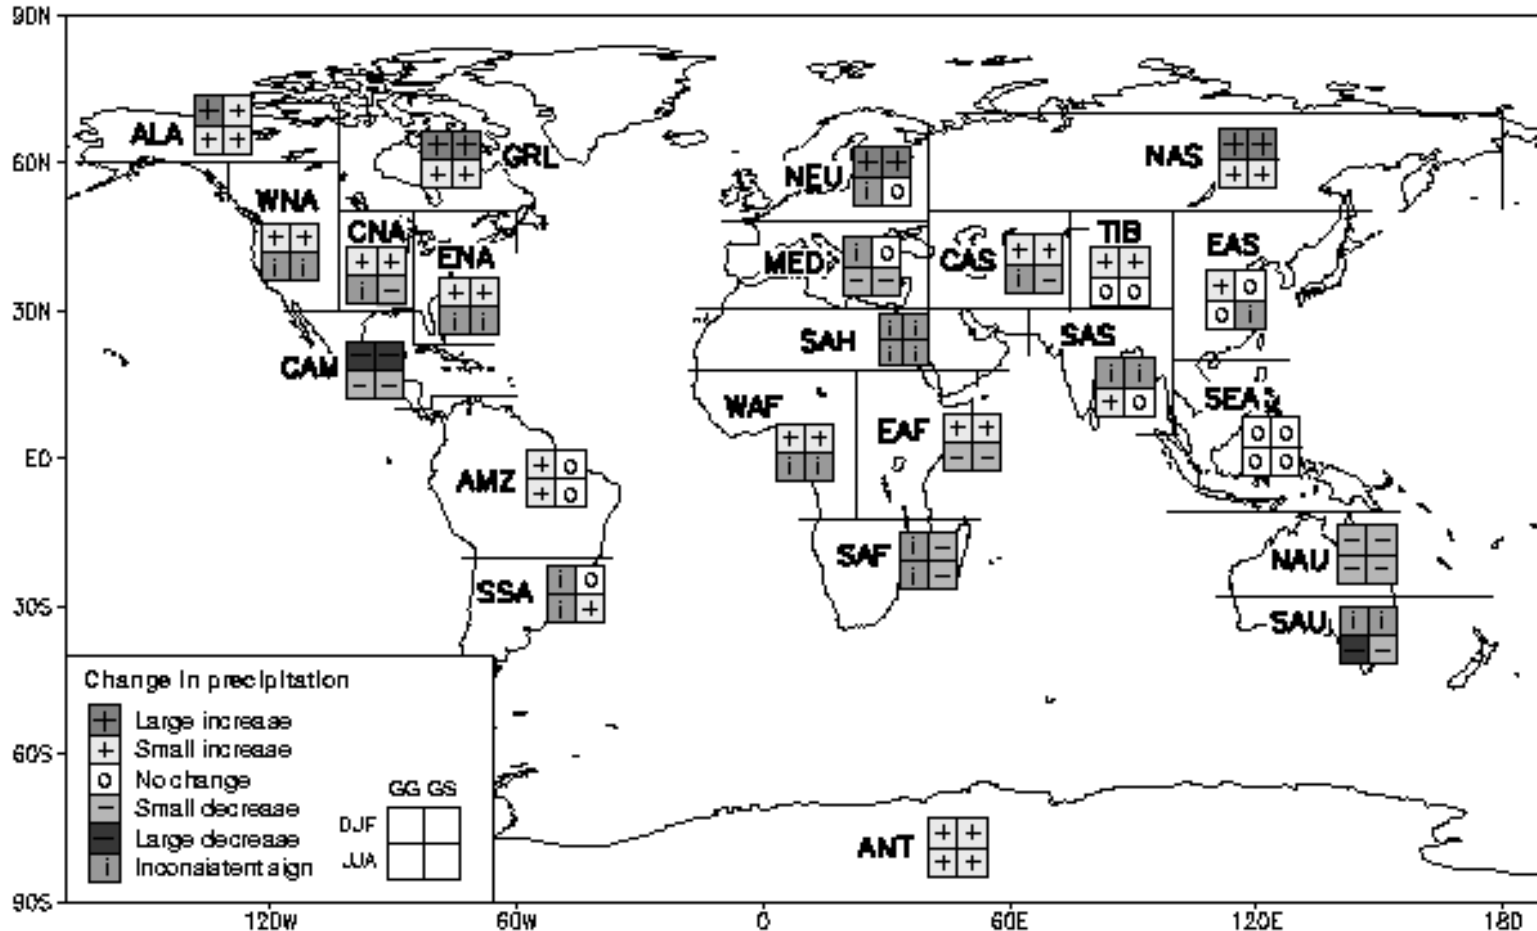 90N
60N
30N
EQ
30S
60S
90S
120W
60W
0
60E
120E
180
ALA
+ +
+ +
GRL
+ +
+ +
WNA
+ +
i i
CNA
+ +
i −
ENA
+ +
i i
CAM
− −
− −
AMZ
+ o
+ o
SSA
i o
i +
NEU
+ +
i o
MED
i o
− −
SAH
i i
i i
WAF
+ +
i i
EAF
+ +
− −
SAF
i −
i −
NAS
+ +
+ +
CAS
+ +
i −
TIB
+ +
o o
EAS
+ o
o i
SAS
i i
+ o
SEA
o o
o o
NAU
− −
− −
SAU
i i
− −
ANT
+ +
+ +
Change in precipitation
+ Large increase
+ Small increase
o No change
− Small decrease
− Large decrease
i Inconsistent sign
GG GS
DJF
JJA